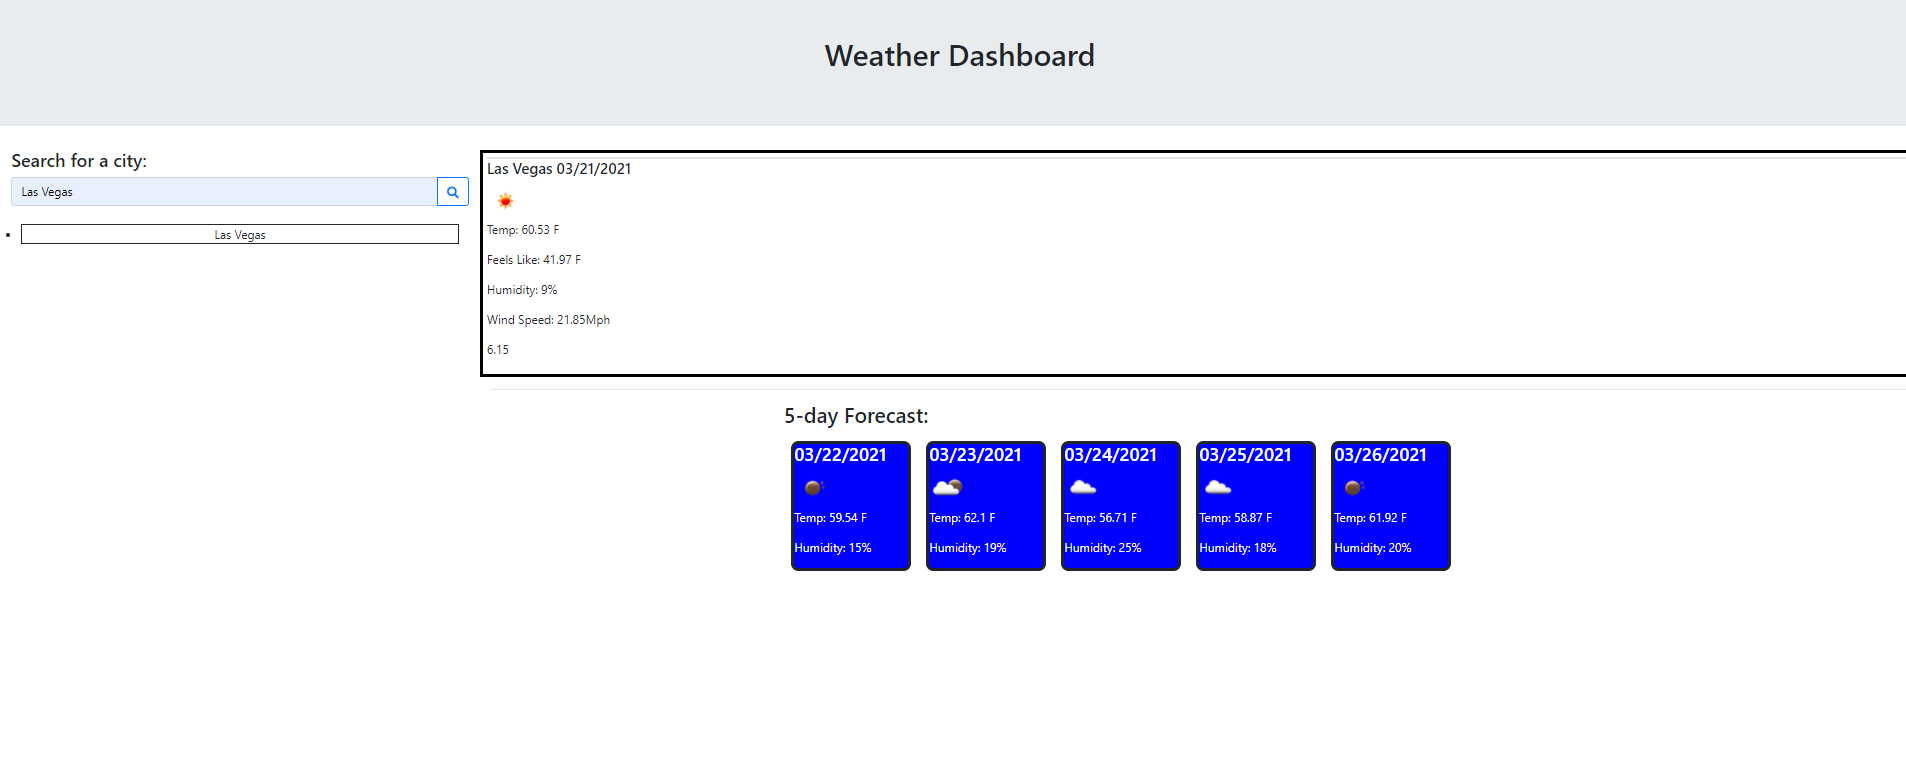 Weather Dashboard
Search for a city:
Las Vegas
Las Vegas
Las Vegas 03/21/2021
Temp: 60.53 F
Feels Like: 41.97 F
Humidity: 9%
Wind Speed: 21.85Mph
6.15
5-day Forecast:
03/22/2021 03/23/2021 03/24/2021 03/25/2021 03/26/2021
Temp: 59.54 F Temp: 62.1 F Temp: 56.71 F Temp: 58.87 F Temp: 61.92 F
Humidity: 15% Humidity: 19% Humidity: 25% Humidity: 18% Humidity: 20%